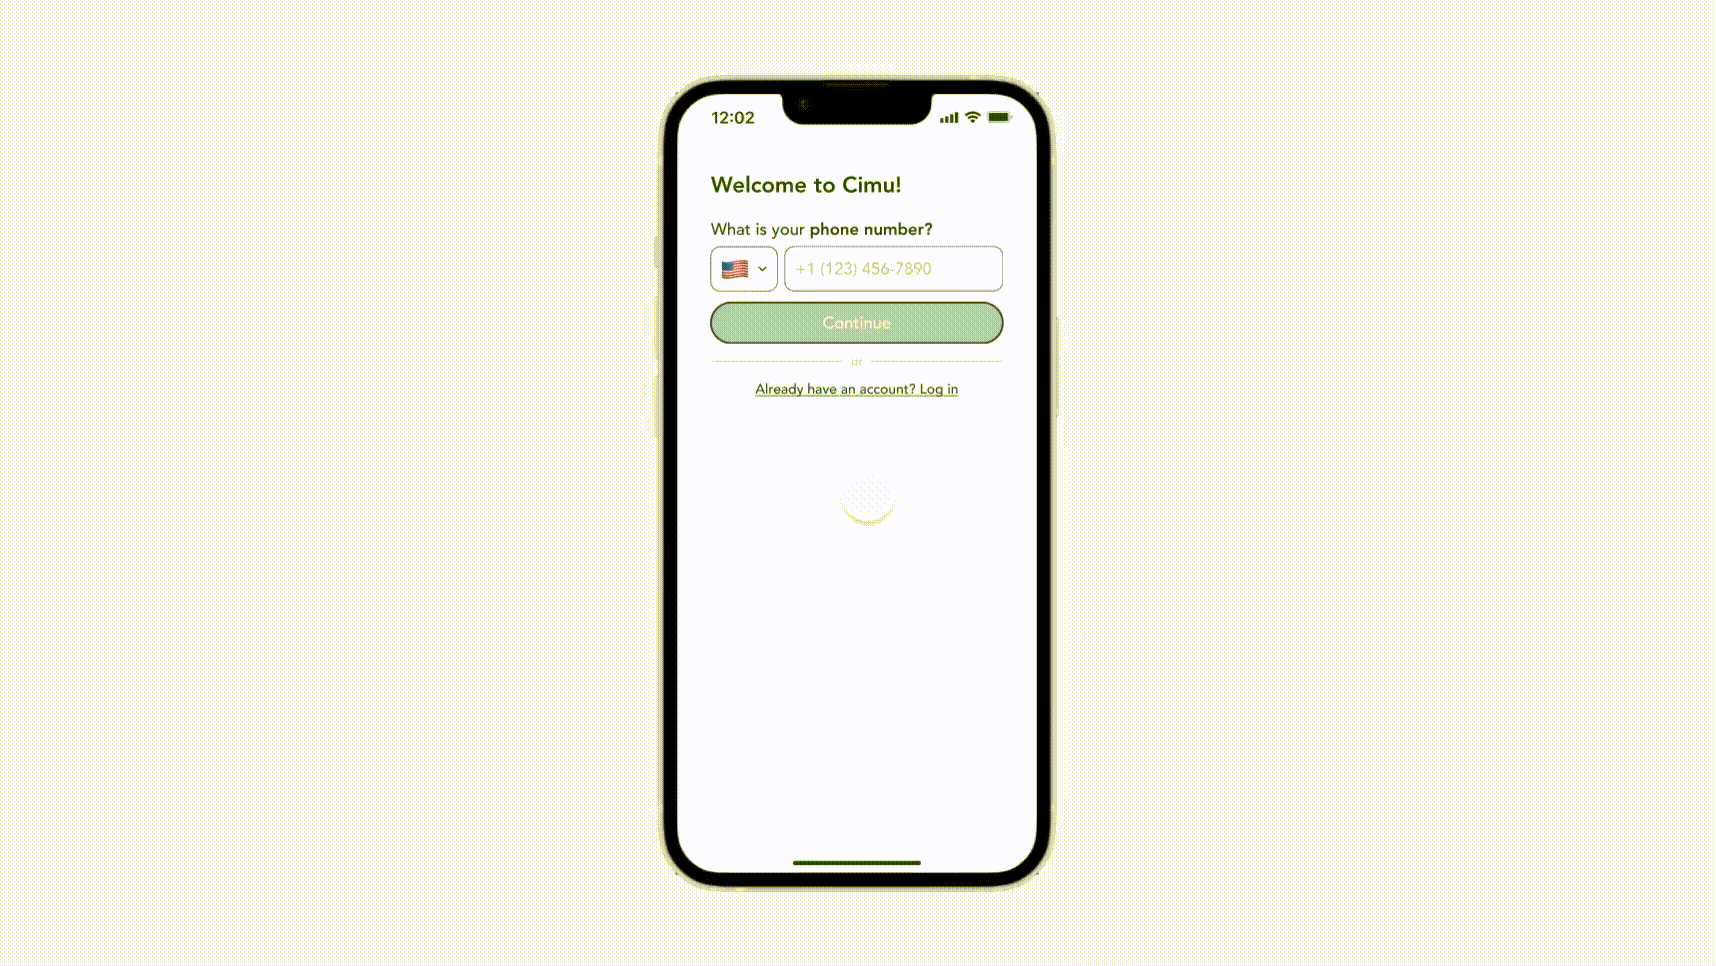 12:02
Welcome to Cimu!
What is your phone number?
+1 (123) 456-7890
Continue
or
Already have an account? Log in